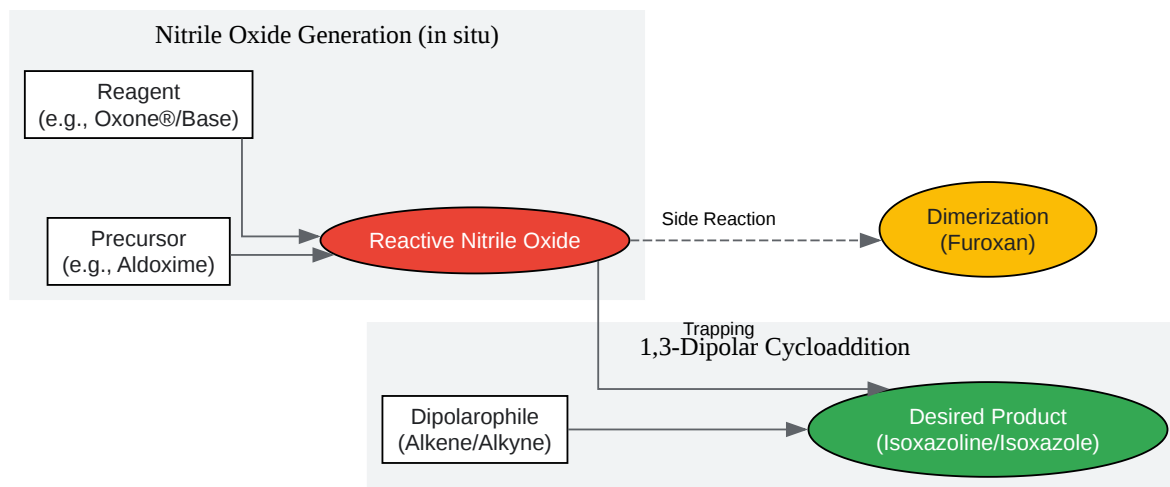 Nitrile Oxide Generation (in situ)
Reagent
(e.g., Oxone®/Base)
Precursor
(e.g., Aldoxime)
Reactive Nitrile Oxide
Side Reaction
Dimerization
(Furoxan)
Trapping
1,3-Dipolar Cycloaddition
Dipolarophile
(Alkene/Alkyne)
Desired Product
(Isoxazoline/Isoxazole)